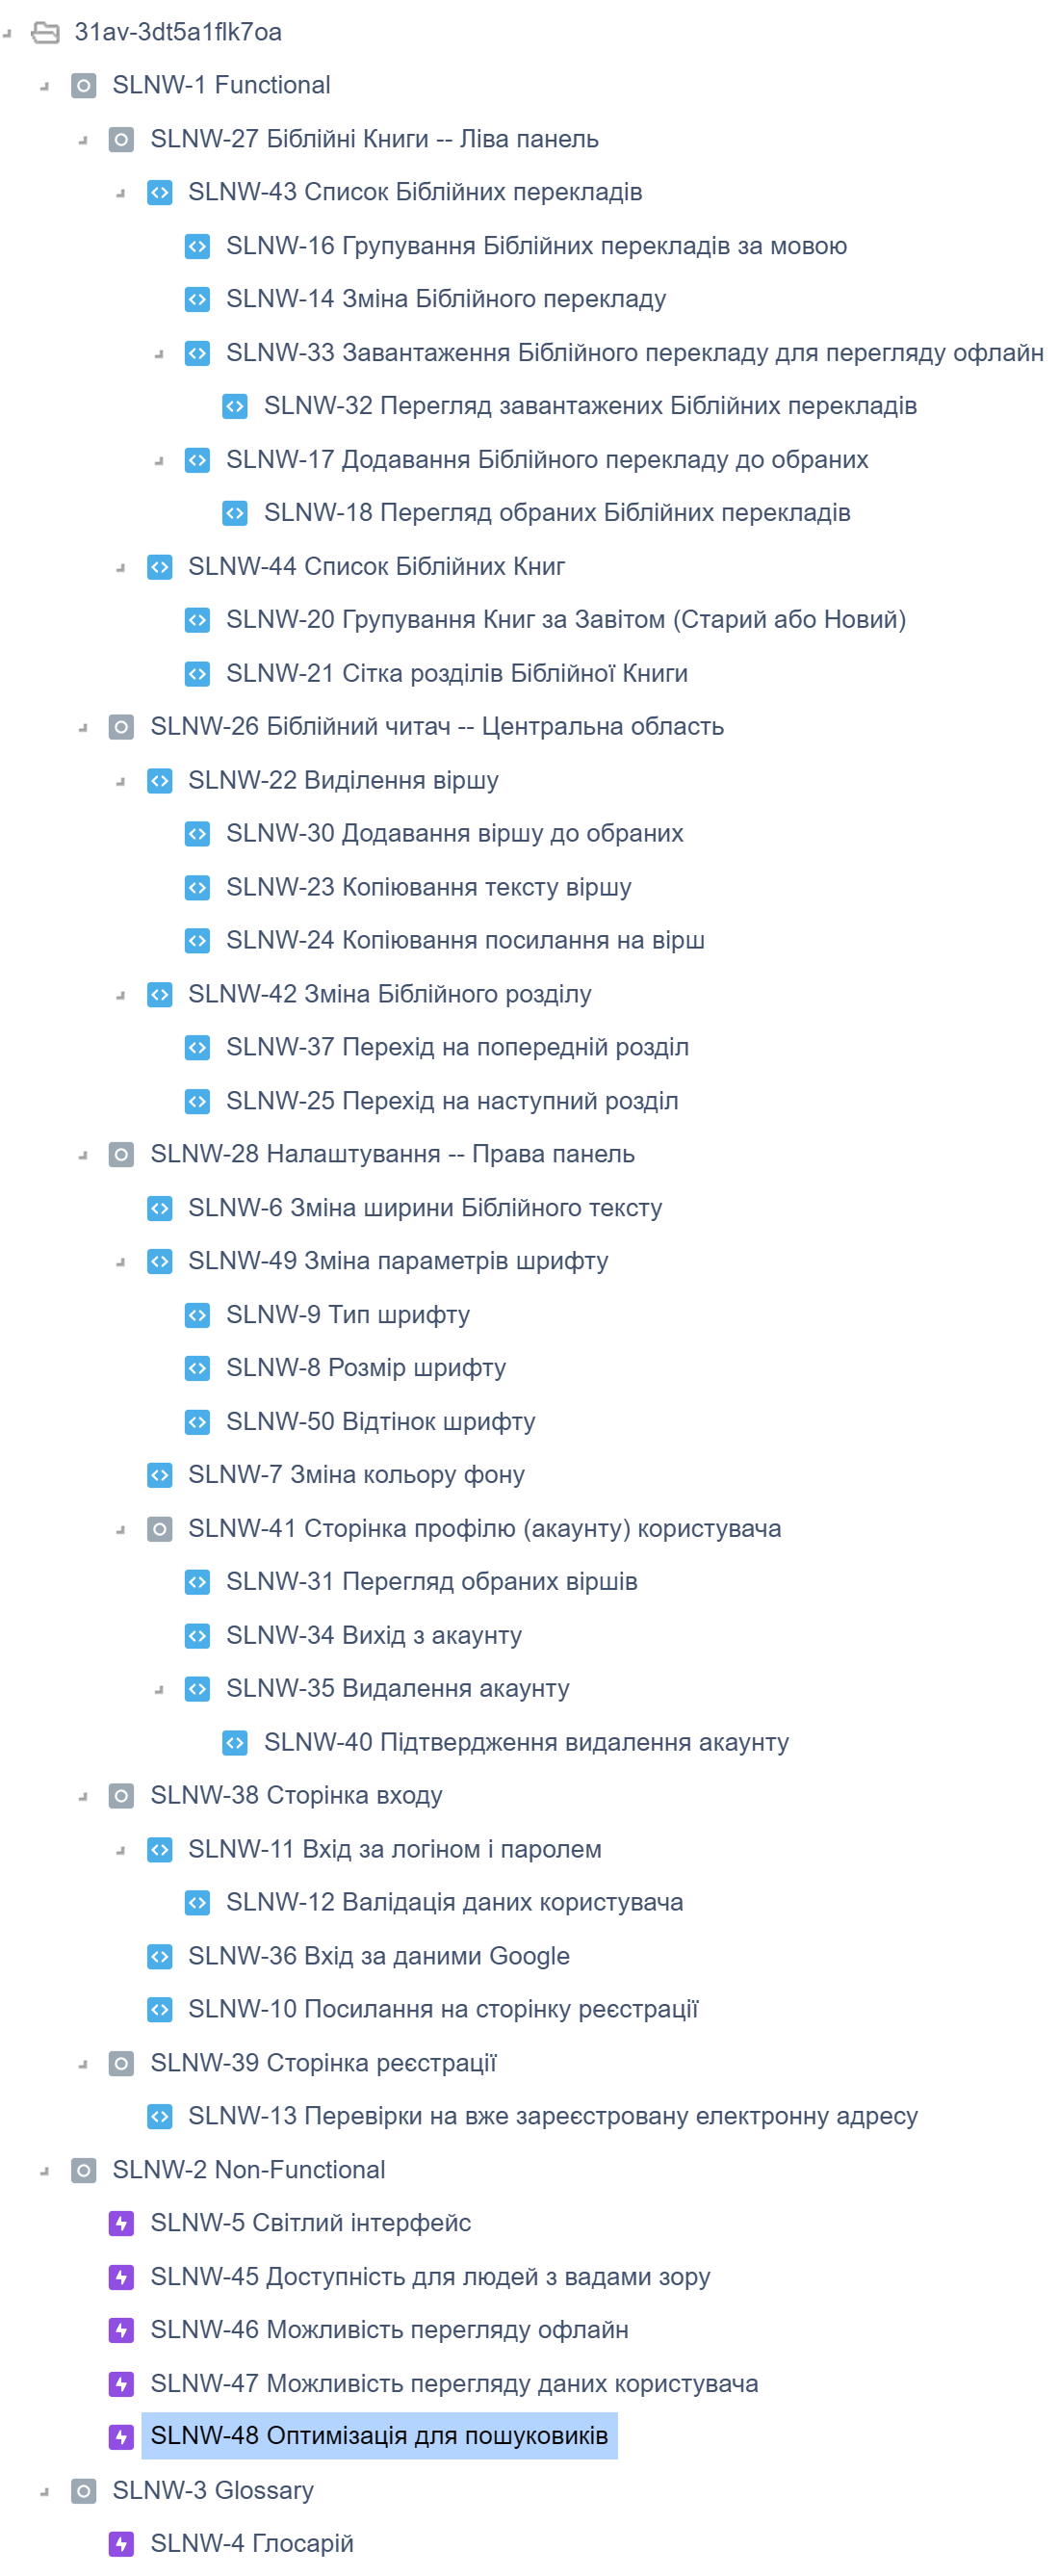 31av-3dt5a1flk7oa
SLNW-1 Functional
SLNW-27 Біблійні Книги -- Ліва панель
SLNW-43 Список Біблійних перекладів
SLNW-16 Групування Біблійних перекладів за мовою
SLNW-14 Зміна Біблійного перекладу
SLNW-33 Завантаження Біблійного перекладу для перегляду офлайн
SLNW-32 Перегляд завантажених Біблійних перекладів
SLNW-17 Додавання Біблійного перекладу до обраних
SLNW-18 Перегляд обраних Біблійних перекладів
SLNW-44 Список Біблійних Книг
SLNW-20 Групування Книг за Завітом (Старий або Новий)
SLNW-21 Сітка розділів Біблійної Книги
SLNW-26 Біблійний читач -- Центральна область
SLNW-22 Виділення віршу
SLNW-30 Додавання віршу до обраних
SLNW-23 Копіювання тексту віршу
SLNW-24 Копіювання посилання на вірш
SLNW-42 Зміна Біблійного розділу
SLNW-37 Перехід на попередній розділ
SLNW-25 Перехід на наступний розділ
SLNW-28 Налаштування -- Права панель
SLNW-6 Зміна ширини Біблійного тексту
SLNW-49 Зміна параметрів шрифту
SLNW-9 Тип шрифту
SLNW-8 Розмір шрифту
SLNW-50 Відтінок шрифту
SLNW-7 Зміна кольору фону
SLNW-41 Сторінка профілю (акаунту) користувача
SLNW-31 Перегляд обраних віршів
SLNW-34 Вихід з акаунту
SLNW-35 Видалення акаунту
SLNW-40 Підтвердження видалення акаунту
SLNW-38 Сторінка входу
SLNW-11 Вхід за логіном і паролем
SLNW-12 Валідація даних користувача
SLNW-36 Вхід за даними Google
SLNW-10 Посилання на сторінку реєстрації
SLNW-39 Сторінка реєстрації
SLNW-13 Перевірки на вже зареєстровану електронну адресу
SLNW-2 Non-Functional
SLNW-5 Світлий інтерфейс
SLNW-45 Доступність для людей з вадами зору
SLNW-46 Можливість перегляду офлайн
SLNW-47 Можливість перегляду даних користувача
SLNW-48 Оптимізація для пошуковиків
SLNW-3 Glossary
SLNW-4 Глосарій